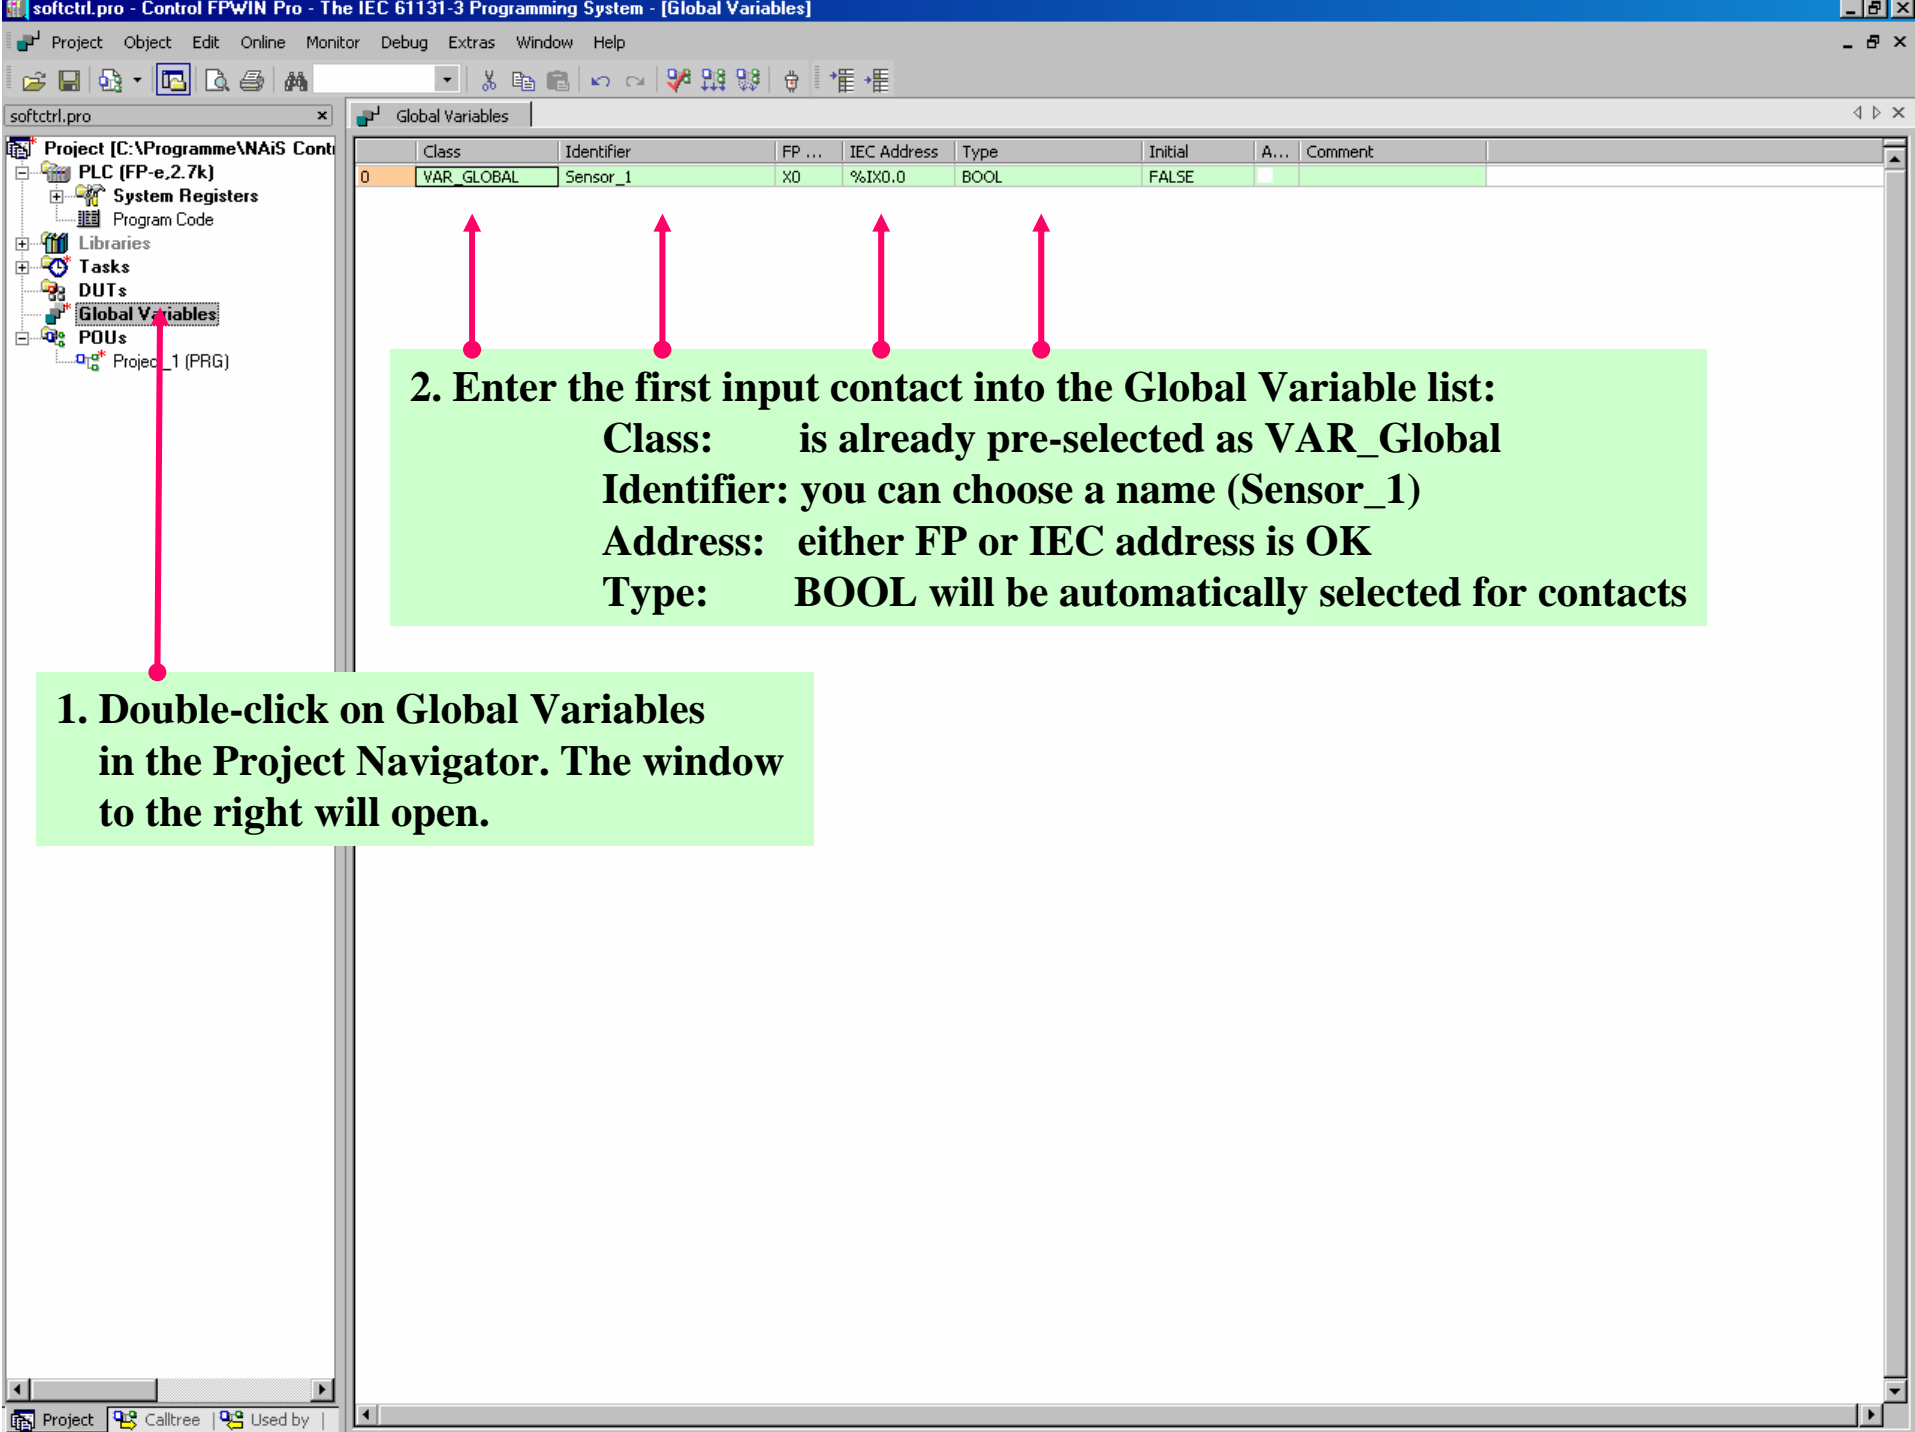 softctrl.pro - Control FPWIN Pro - The IEC 61131-3 Programming System - [Global Variables]
Project Object Edit Online Monitor Debug Extras Window Help
softctrl.pro
Global Variables
Project [C:\Programme\NAiS Conti
PLC (FP-e,2.7k)
System Registers
Program Code
Libraries
Tasks
DUTs
Global Variables
POUs
Project_1 (PRG)
Class Identifier FP ... IEC Address Type Initial A... Comment
0 VAR_GLOBAL Sensor_1 X0 %IX0.0 BOOL FALSE
2. Enter the first input contact into the Global Variable list:
Class: is already pre-selected as VAR_Global
Identifier: you can choose a name (Sensor_1)
Address: either FP or IEC address is OK
Type: BOOL will be automatically selected for contacts
1. Double-click on Global Variables
in the Project Navigator. The window
to the right will open.
Project Calltree Used by